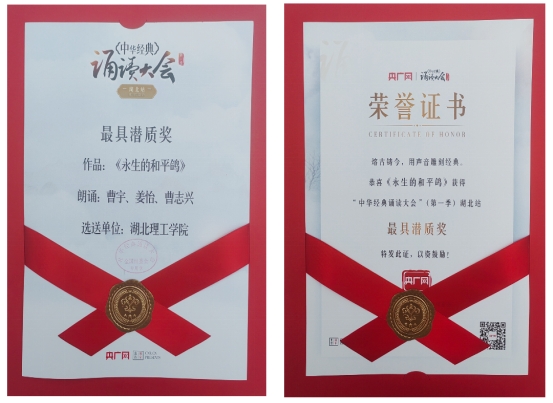 《中华经典》
诵读大会
最具潜质奖
作品：《永生的和平鸽》
朗诵：曹宇、姜怡、曹志兴
选送单位：湖北理工学院
央广网
央广网
诵读大会
荣誉证书
CERTIFICATE OF HONOR
熔古铸今，用声音雕刻经典。
恭喜《永生的和平鸽》获得
“中华经典诵读大会”（第一季）湖北站
最具潜质奖
特发此证，以资鼓励！
央广网